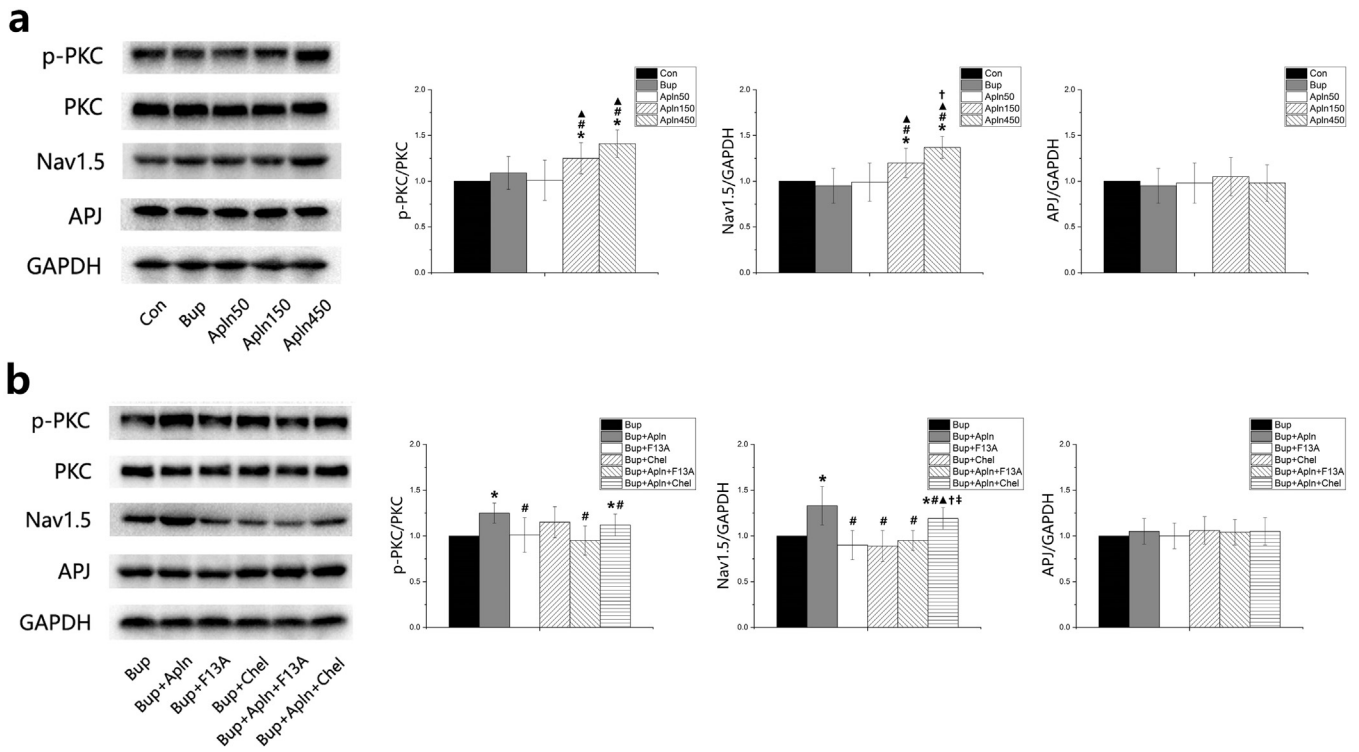 a
p-PKC
PKC
Nav1.5
APJ
GAPDH
Con
Bup
Apln50
Apln150
Apln450
p-PKC/PKC
2.0
1.5
1.0
0.5
0.0
Con
Bup
Apln50
Apln150
Apln450
▲
#
*
▲
#
*
Nav1.5/GAPDH
2.0
1.5
1.0
0.5
0.0
Con
Bup
Apln50
Apln150
Apln450
▲
#
*
†
▲
#
*
APJ/GAPDH
2.0
1.5
1.0
0.5
0.0
Con
Bup
Apln50
Apln150
Apln450
b
p-PKC
PKC
Nav1.5
APJ
GAPDH
Bup
Bup+Apln
Bup+F13A
Bup+Chel
Bup+Apln+F13A
Bup+Apln+Chel
p-PKC/PKC
2.0
1.5
1.0
0.5
0.0
Bup
Bup+Apln
Bup+F13A
Bup+Chel
Bup+Apln+F13A
Bup+Apln+Chel
*
#
#
*#
Nav1.5/GAPDH
2.0
1.5
1.0
0.5
0.0
Bup
Bup+Apln
Bup+F13A
Bup+Chel
Bup+Apln+F13A
Bup+Apln+Chel
*
#
#
#
*#▲†‡
APJ/GAPDH
2.0
1.5
1.0
0.5
0.0
Bup
Bup+Apln
Bup+F13A
Bup+Chel
Bup+Apln+F13A
Bup+Apln+Chel